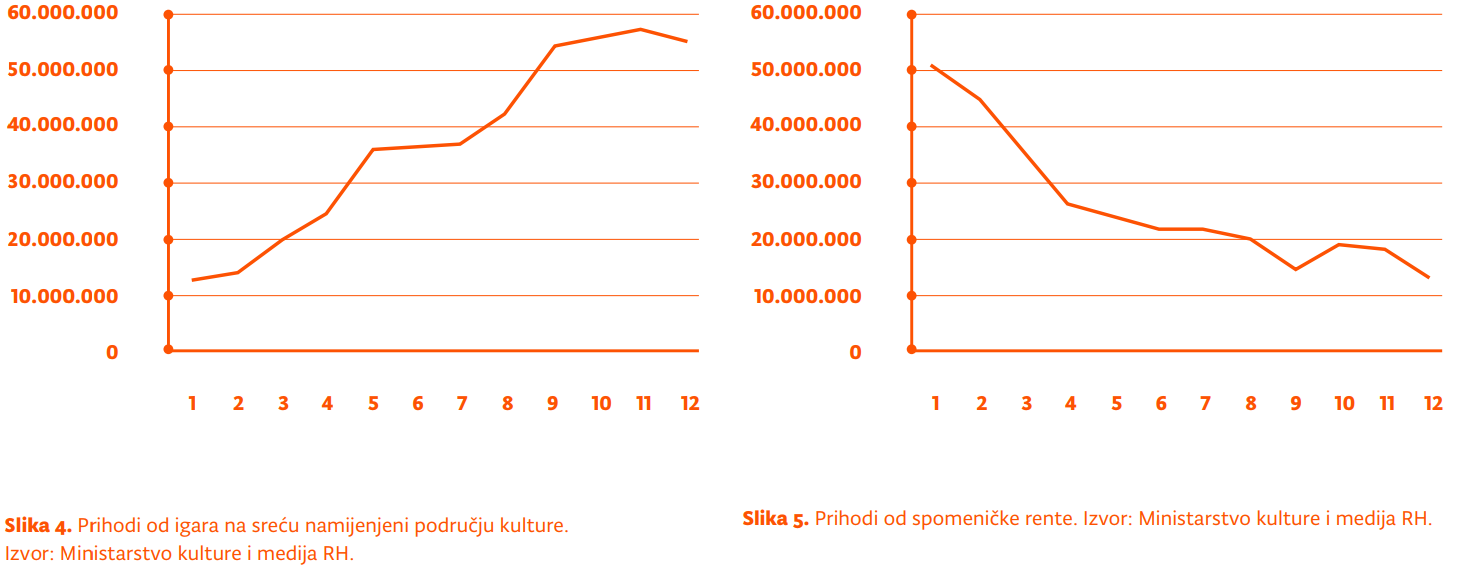 60.000.000
50.000.000
40.000.000
30.000.000
20.000.000
10.000.000
0
1 2 3 4 5 6 7 8 9 10 11 12
Slika 4. Prihodi od igara na sreću namijenjeni području kulture.
Izvor: Ministarstvo kulture i medija RH.
60.000.000
50.000.000
40.000.000
30.000.000
20.000.000
10.000.000
0
1 2 3 4 5 6 7 8 9 10 11 12
Slika 5. Prihodi od spomeničke rente. Izvor: Ministarstvo kulture i medija RH.